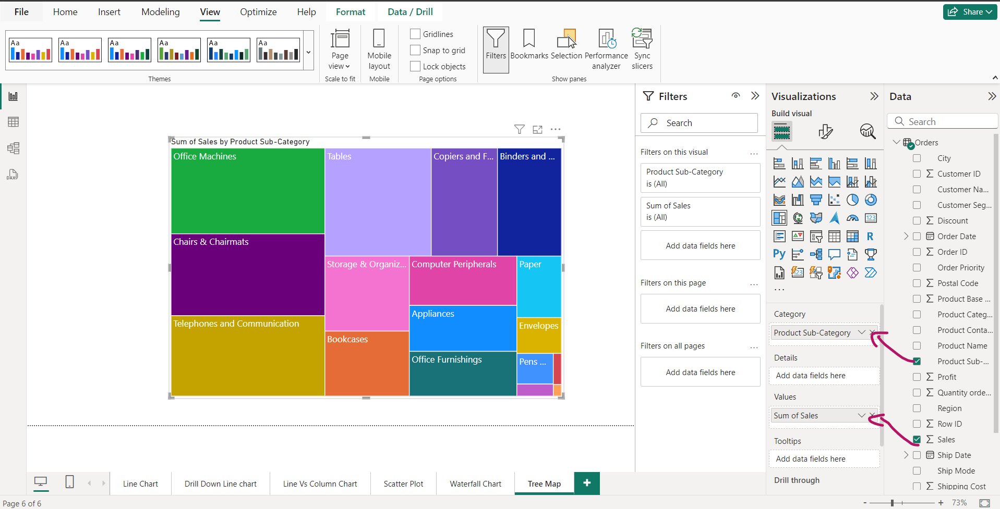 File Home Insert Modeling View Optimize Help Format Data / Drill Share
Aa Aa Aa Aa Aa Aa
Themes
Page view
Scale to fit
Mobile layout
Mobile
Gridlines
Snap to grid
Lock objects
Page options
Filters
Bookmarks
Selection
Performance analyzer
Sync slicers
Show panes
DAX
Sum of Sales by Product Sub-Category
Office Machines
Tables
Copiers and F...
Binders and ...
Chairs & Chairmats
Storage & Organiz...
Computer Peripherals
Paper
Appliances
Telephones and Communication
Envelopes
Bookcases
Office Furnishings
Pens ...
Filters
Search
Filters on this visual ...
Product Sub-Category
is (All)
Sum of Sales
is (All)
Add data fields here
Filters on this page ...
Add data fields here
Filters on all pages ...
Add data fields here
Visualizations
Build visual
123
R
Py
123
...
Category
Product Sub-Category
Details
Add data fields here
Values
Sum of Sales
Tooltips
Add data fields here
Drill through
Data
Search
Orders
City
Customer ID
Customer Na...
Customer Seg...
Discount
Order Date
Order ID
Order Priority
Postal Code
Product Base ...
Product Categ...
Product Conta...
Product Name
Product Sub-...
Profit
Quantity orde...
Region
Row ID
Sales
Ship Date
Ship Mode
Shipping Cost
Line Chart
Drill Down Line chart
Line Vs Column Chart
Scatter Plot
Waterfall Chart
Tree Map
+
Page 6 of 6
- + 73%